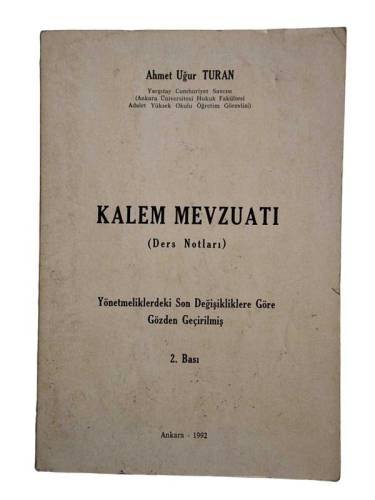 Ahmet Uğur TURAN
Yargıtay Cumhuriyet Savcısı
(Ankara Üniversitesi Hukuk Fakültesi
Adalet Yüksek Okulu Öğretim Görevlisi)
KALEM MEVZUATI
(Ders Notları)
Yönetmeliklerdeki Son Değişikliklere Göre
Gözden Geçirilmiş
2. Bası
Ankara - 1992